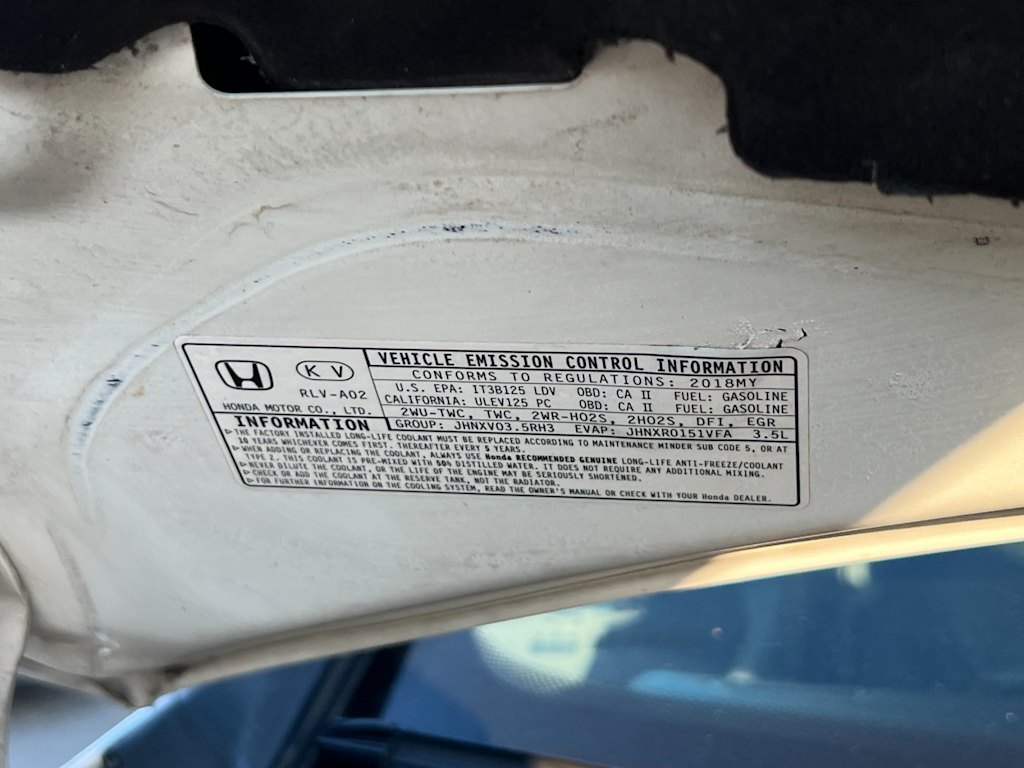 KV
RLV-A02
HONDA MOTOR CO., LTD.
VEHICLE EMISSION CONTROL INFORMATION
CONFORMS TO REGULATIONS: 2018MY
U.S. EPA: 1T3B125 LDV OBD: CA II FUEL: GASOLINE
CALIFORNIA: ULEV125 PC OBD: CA II FUEL: GASOLINE
2WU-TWC, TWC, 2WR-HO2S, 2HO2S, DFI, EGR
GROUP: JHNXV03.5RH3 EVAP: JHNXR0151VFA 3.5L
INFORMATION
▷THE FACTORY INSTALLED LONG-LIFE COOLANT MUST BE REPLACED ACCORDING TO MAINTENANCE MINDER SUB CODE 5, OR AT
10 YEARS WHICHEVER COMES FIRST. THEREAFTER EVERY 5 YEARS.
▷WHEN ADDING OR REPLACING THE COOLANT, ALWAYS USE Honda RECOMMENDED GENUINE LONG-LIFE ANTI-FREEZE/COOLANT
TYPE 2. THIS COOLANT IS PRE-MIXED WITH 50% DISTILLED WATER. IT DOES NOT REQUIRE ANY ADDITIONAL MIXING.
▷NEVER DILUTE THE COOLANT, OR THE LIFE OF THE ENGINE MAY BE SERIOUSLY SHORTENED.
▷CHECK OR ADD THE COOLANT AT THE RESERVE TANK, NOT THE RADIATOR.
▷FOR FURTHER INFORMATION ON THE COOLING SYSTEM, READ THE OWNER'S MANUAL OR CHECK WITH YOUR Honda DEALER.